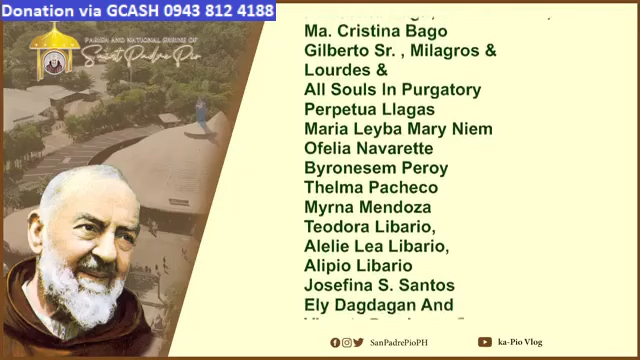 Donation via GCASH 0943 812 4188
PARISH AND NATIONAL SHRINE OF
Saint Padre Pio
Ma. Cristina Bago
Gilberto Sr. , Milagros &
Lourdes &
All Souls In Purgatory
Perpetua Llagas
Maria Leyba Mary Niem
Ofelia Navarette
Byronesem Peroy
Thelma Pacheco
Myrna Mendoza
Teodora Libario,
Alelie Lea Libario,
Alipio Libario
Josefina S. Santos
Ely Dagdagan And
SanPadrePioPH
ka-Pio Vlog